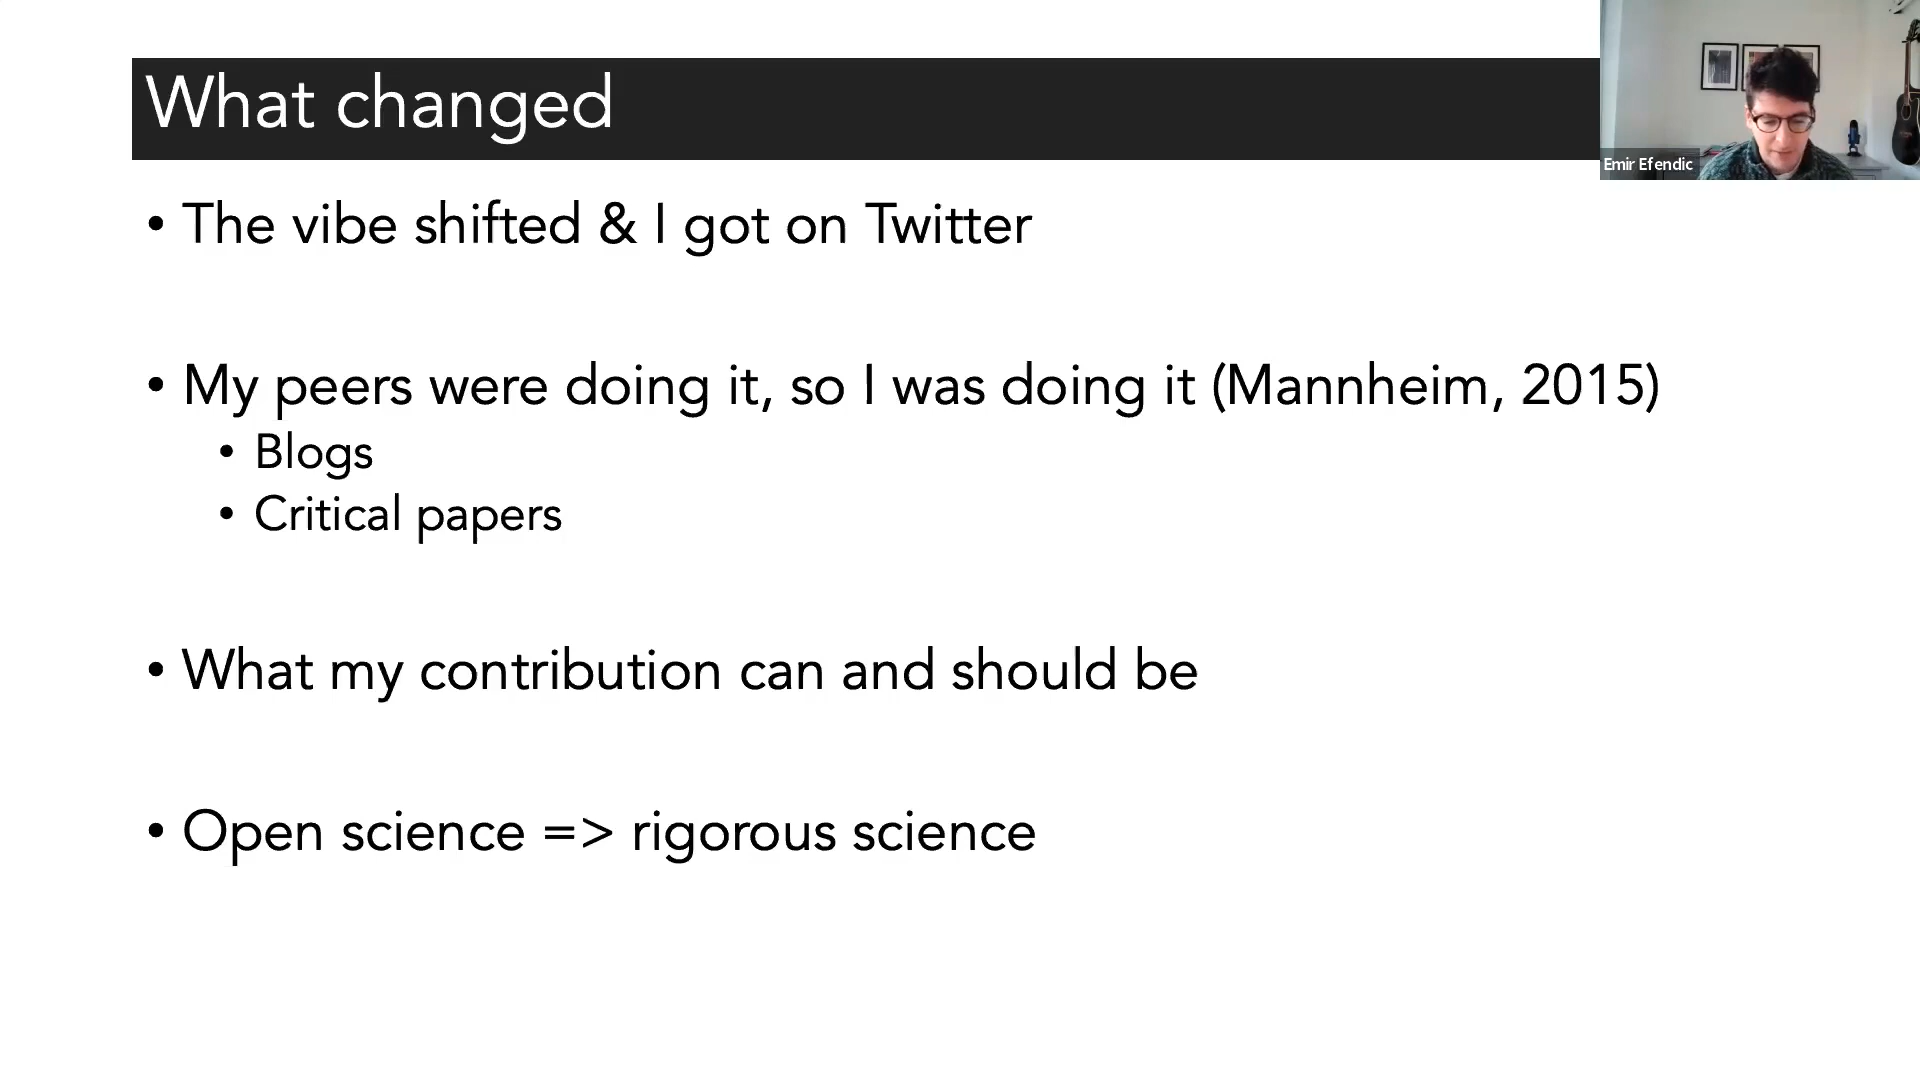 What changed
Emir Efendic
• The vibe shifted & I got on Twitter
• My peers were doing it, so I was doing it (Mannheim, 2015)
• Blogs
• Critical papers
• What my contribution can and should be
• Open science => rigorous science